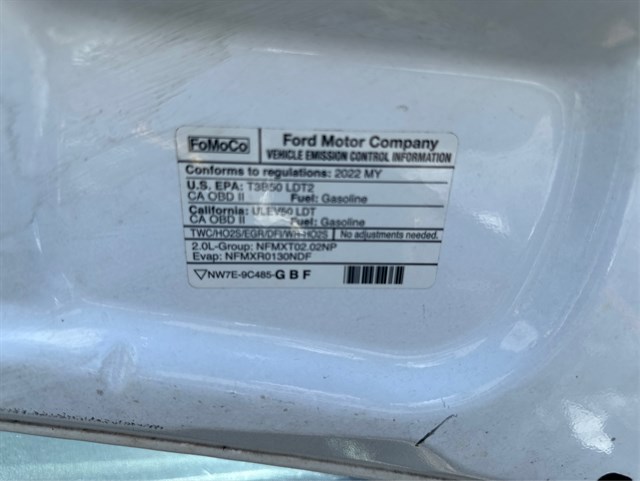 FoMoCo
Ford Motor Company
VEHICLE EMISSION CONTROL INFORMATION
Conforms to regulations: 2022 MY
U.S. EPA: T3B50 LDT2
CA OBD II Fuel: Gasoline
California: ULEV50 LDT
CA OBD II Fuel: Gasoline
TWC/HO2S/EGR/DFI/WH-HO2S No adjustments needed.
2.0L-Group: NFMXT02.02NP
Evap: NFMXR0130NDF
NW7E-9C485-G B F